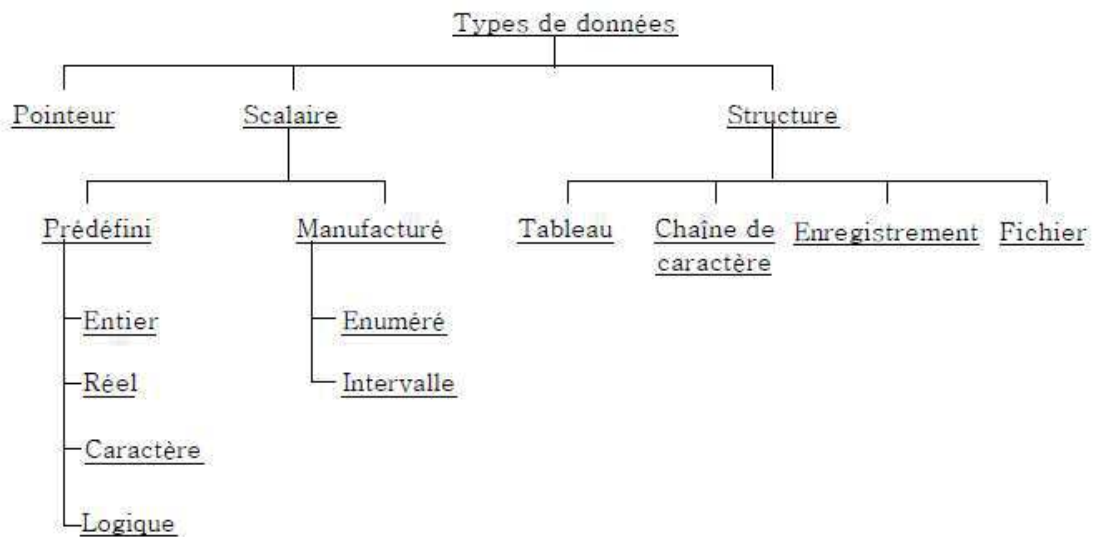 Types de données
Pointeur Scalaire Structure
Prédéfini Manufacturé Tableau Chaîne de caractère Enregistrement Fichier
Entier Enuméré
Réel Intervalle
Caractère
Logique